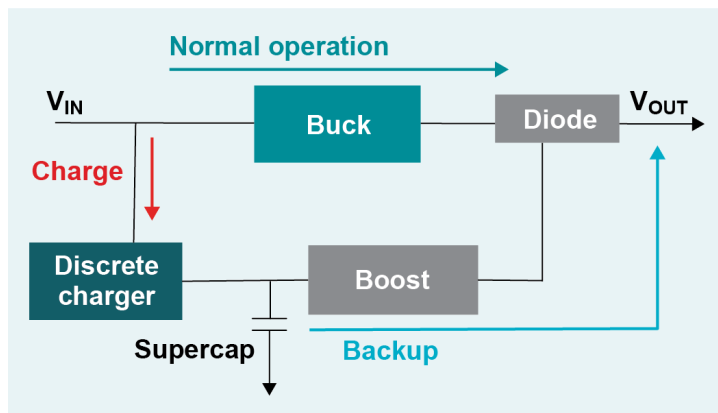 Normal operation
VIN
Buck
Diode
VOUT
Charge
Discrete
charger
Boost
Supercap
Backup